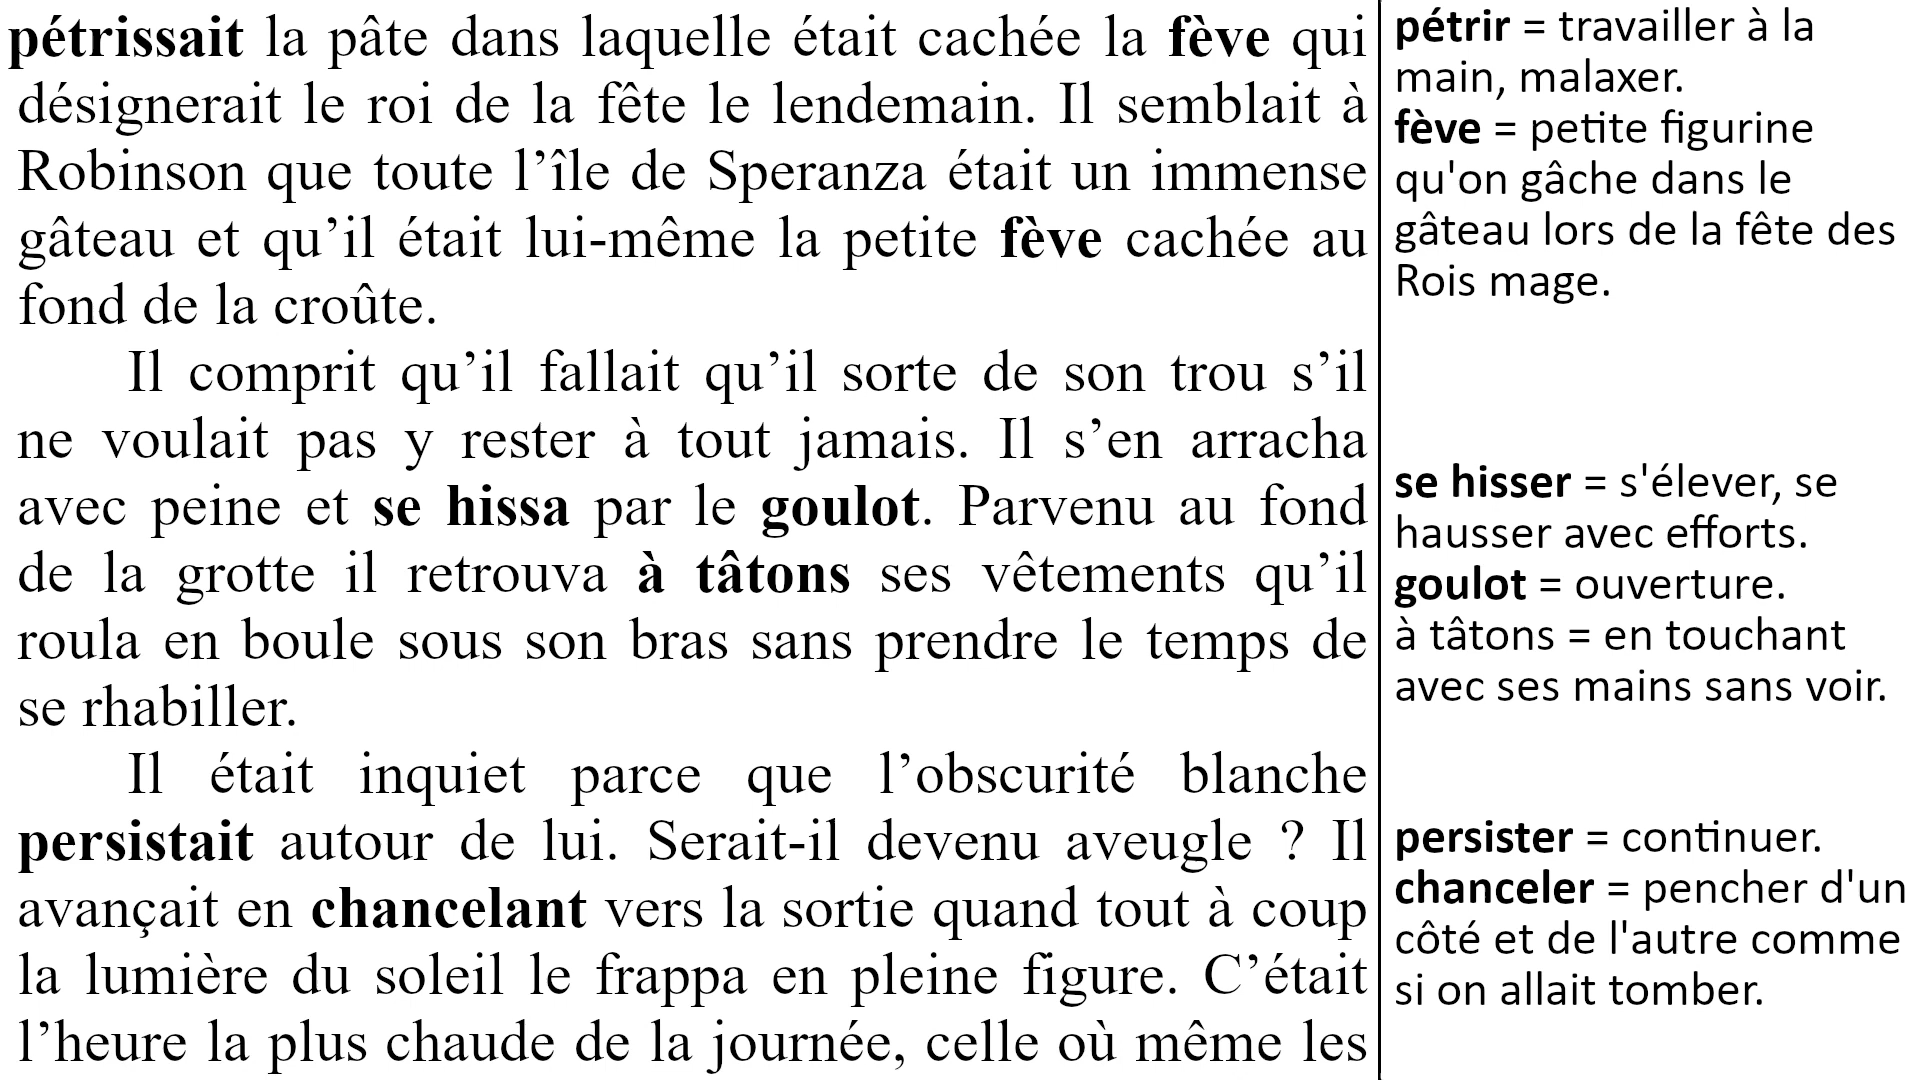 pétrissait la pâte dans laquelle était cachée la fève qui
désignerait le roi de la fête le lendemain. Il semblait à
Robinson que toute l’île de Speranza était un immense
gâteau et qu’il était lui-même la petite fève cachée au
fond de la croûte.
Il comprit qu’il fallait qu’il sorte de son trou s’il
ne voulait pas y rester à tout jamais. Il s’en arracha
avec peine et se hissa par le goulot. Parvenu au fond
de la grotte il retrouva à tâtons ses vêtements qu’il
roula en boule sous son bras sans prendre le temps de
se rhabiller.
Il était inquiet parce que l’obscurité blanche
persistait autour de lui. Serait-il devenu aveugle ? Il
avançait en chancelant vers la sortie quand tout à coup
la lumière du soleil le frappa en pleine figure. C’était
l’heure la plus chaude de la journée, celle où même les
pétrir = travailler à la
main, malaxer.
fève = petite figurine
qu'on gâche dans le
gâteau lors de la fête des
Rois mage.
se hisser = s'élever, se
hausser avec efforts.
goulot = ouverture.
à tâtons = en touchant
avec ses mains sans voir.
persister = continuer.
chanceler = pencher d'un
côté et de l'autre comme
si on allait tomber.